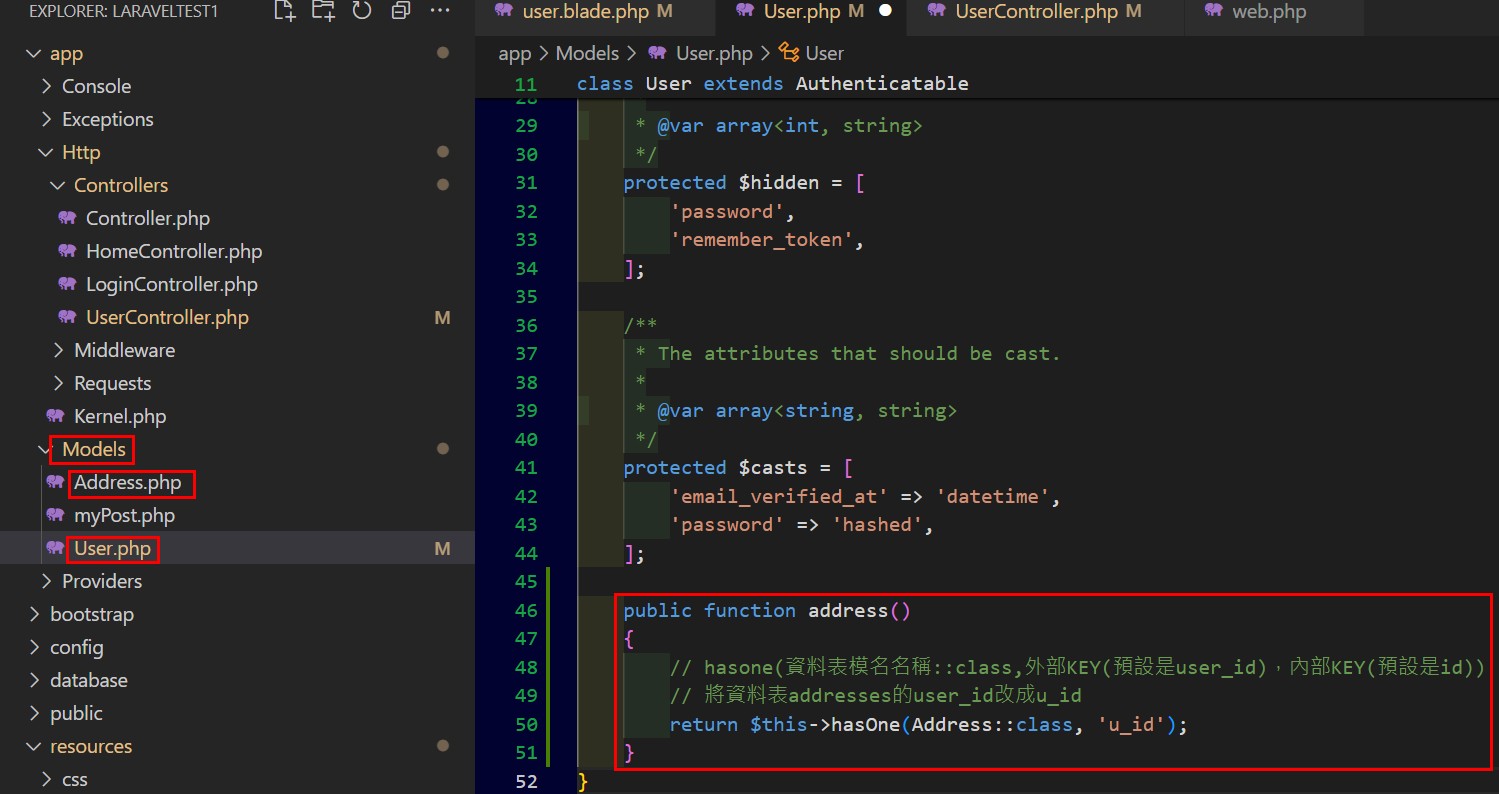 EXPLORER: LARAVELTEST1
app
Console
Exceptions
Http
Controllers
Controller.php
HomeController.php
LoginController.php
UserController.php M
Middleware
Requests
Kernel.php
Models
Address.php
myPost.php
User.php M
Providers
bootstrap
config
database
public
resources
css
user.blade.php M User.php M UserController.php M web.php
app > Models > User.php > User
11 class User extends Authenticatable
28
29 * @var array<int, string>
30 */
31 protected $hidden = [
32 'password',
33 'remember_token',
34 ];
35
36 /**
37 * The attributes that should be cast.
38 *
39 * @var array<string, string>
40 */
41 protected $casts = [
42 'email_verified_at' => 'datetime',
43 'password' => 'hashed',
44 ];
45
46 public function address()
47 {
48 // hasone(資料表模名名稱::class,外部KEY(預設是user_id)，內部KEY(預設是id))
49 // 將資料表addresses的user_id改成u_id
50 return $this->hasOne(Address::class, 'u_id');
51 }
52 }